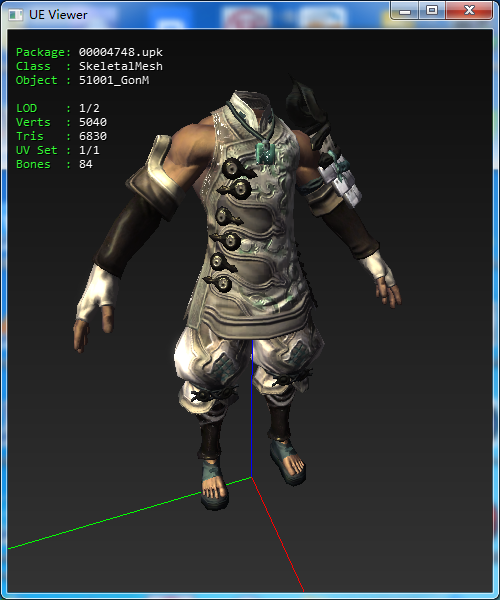 UE Viewer
Package: 00004748.upk
Class : SkeletalMesh
Object : 51001_GonM
LOD : 1/2
Verts : 5040
Tris : 6830
UV Set : 1/1
Bones : 84